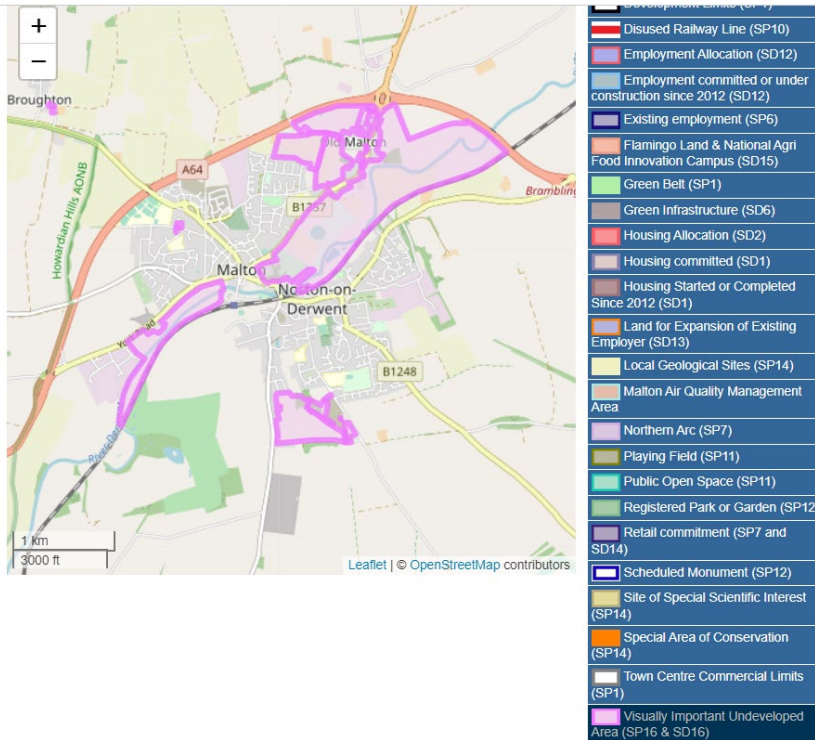 +
−
Broughton
A64
Old Malton
B1257
Brambling
Howardian Hills AONB
Malton
Norton-on-
Derwent
York Road
B1248
1 km
3000 ft
Leaflet | © OpenStreetMap contributors
Development Limits (SP1)
Disused Railway Line (SP10)
Employment Allocation (SD12)
Employment committed or under
construction since 2012 (SD12)
Existing employment (SP6)
Flamingo Land & National Agri
Food Innovation Campus (SD15)
Green Belt (SP1)
Green Infrastructure (SD6)
Housing Allocation (SD2)
Housing committed (SD1)
Housing Started or Completed
Since 2012 (SD1)
Land for Expansion of Existing
Employer (SD13)
Local Geological Sites (SP14)
Malton Air Quality Management
Area
Northern Arc (SP7)
Playing Field (SP11)
Public Open Space (SP11)
Registered Park or Garden (SP12
Retail commitment (SP7 and
SD14)
Scheduled Monument (SP12)
Site of Special Scientific Interest
(SP14)
Special Area of Conservation
(SP14)
Town Centre Commercial Limits
(SP1)
Visually Important Undeveloped
Area (SP16 & SD16)